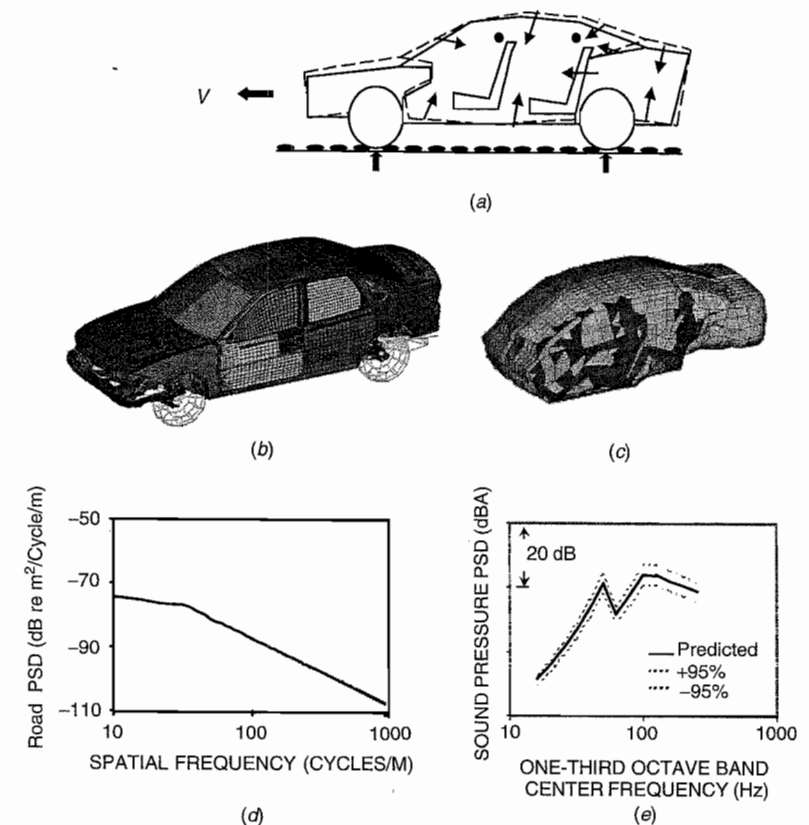 V
(a)
(b)
(c)
Road PSD (dB re m²/Cycle/m)
−50
−70
−90
−110
10
100
1000
SPATIAL FREQUENCY (CYCLES/M)
(d)
SOUND PRESSURE PSD (dBA)
20 dB
Predicted
+95%
−95%
10
100
1000
ONE-THIRD OCTAVE BAND
CENTER FREQUENCY (Hz)
(e)